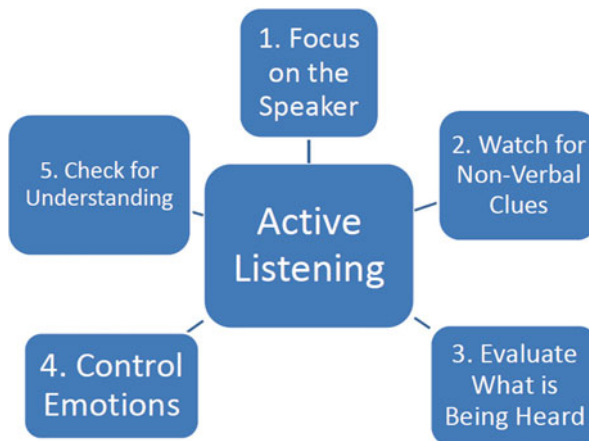 1. Focus
on the
Speaker
2. Watch for
Non-Verbal
Clues
3. Evaluate
What is
Being Heard
4. Control
Emotions
5. Check for
Understanding
Active
Listening